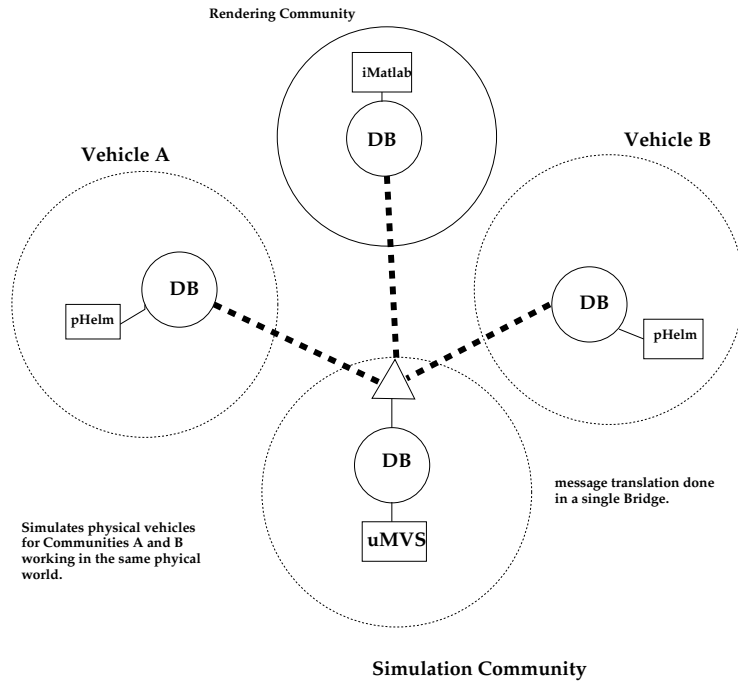 Rendering Community
iMatlab
DB
Vehicle A
Vehicle B
DB
pHelm
DB
pHelm
DB
uMVS
message translation done
in a single Bridge.
Simulates physical vehicles
for Communities A and B
working in the same phyical
world.
Simulation Community